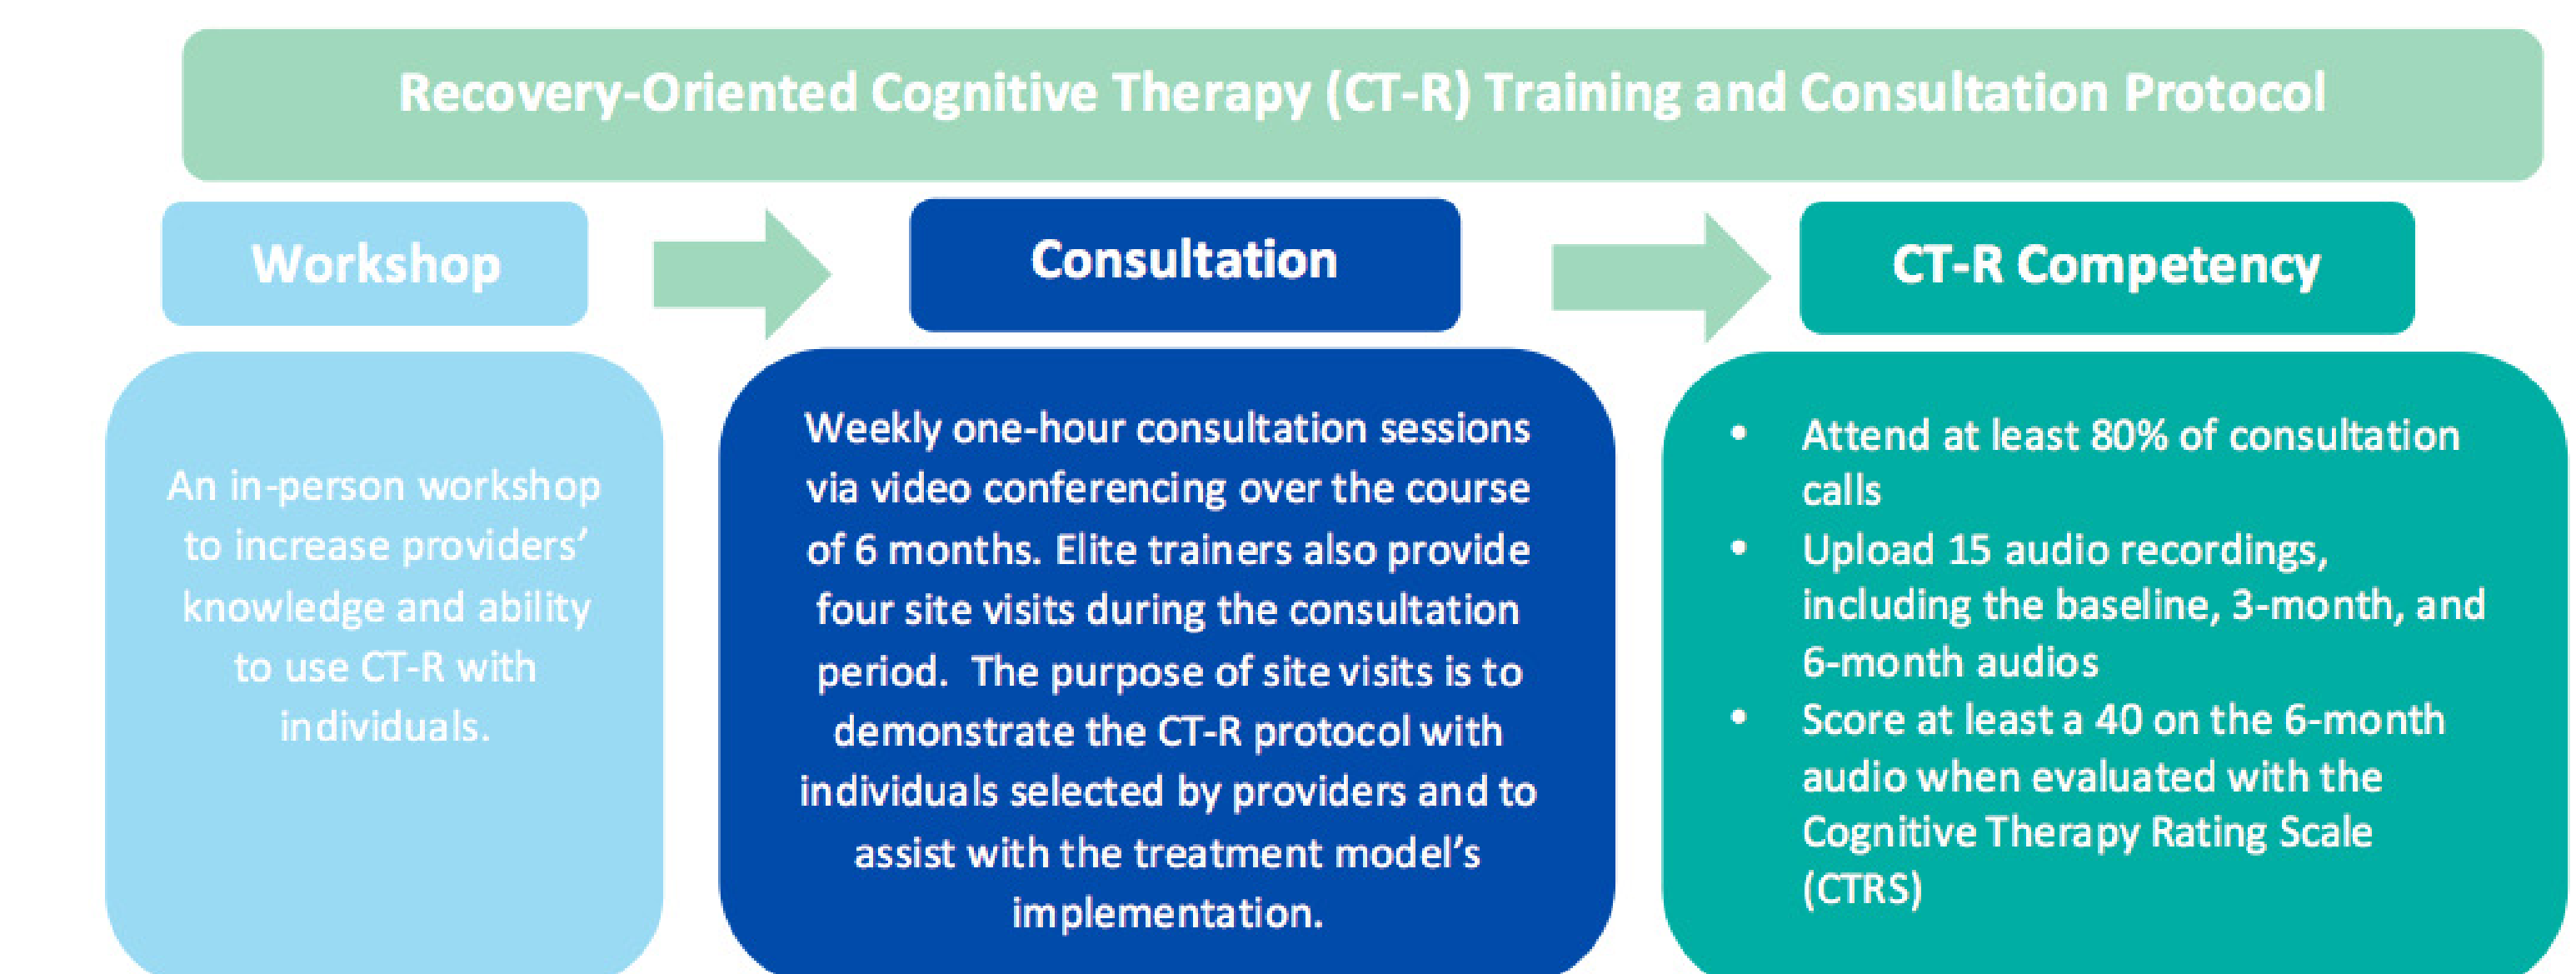 Recovery-Oriented Cognitive Therapy (CT-R) Training and Consultation Protocol
Workshop
Consultation
CT-R Competency
An in-person workshop
to increase providers’
knowledge and ability
to use CT-R with
individuals.
Weekly one-hour consultation sessions
via video conferencing over the course
of 6 months. Elite trainers also provide
four site visits during the consultation
period.  The purpose of site visits is to
demonstrate the CT-R protocol with
individuals selected by providers and to
assist with the treatment model’s
implementation.
• Attend at least 80% of consultation
calls
• Upload 15 audio recordings,
including the baseline, 3-month, and
6-month audios
• Score at least a 40 on the 6-month
audio when evaluated with the
Cognitive Therapy Rating Scale
(CTRS)